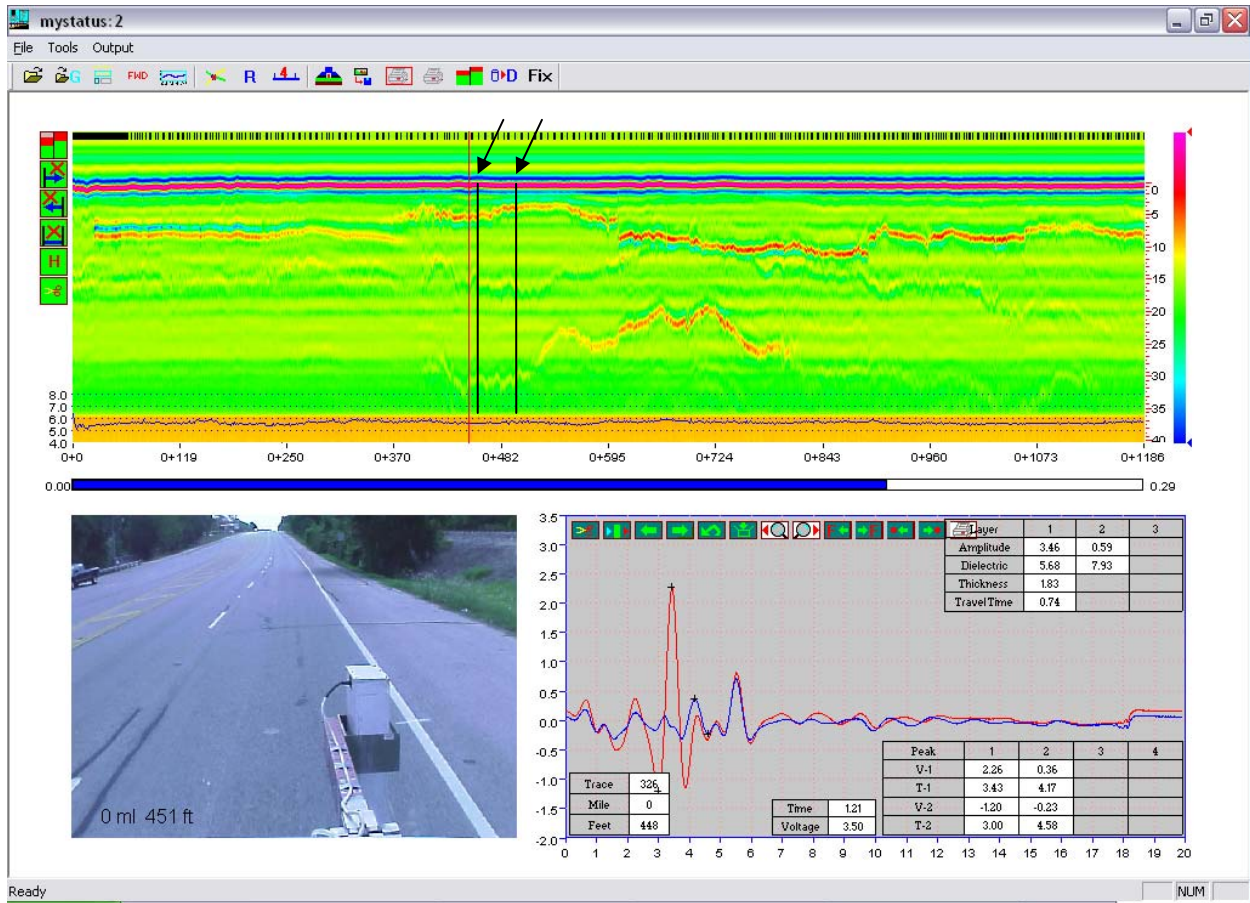 mystatus:2
File Tools Output
G FWD R 4 D Fix
H
0
-5
-10
-15
-20
-25
-30
-35
-40
8.0
7.0
6.0
5.0
4.0
0+0 0+119 0+250 0+370 0+482 0+595 0+724 0+843 0+960 0+1073 0+1186
0.00 0.29
0 ml 451 ft
3.5
3.0
2.5
2.0
1.5
1.0
0.5
0.0
-0.5
-1.0
-1.5
-2.0
0 1 2 3 4 5 6 7 8 9 10 11 12 13 14 15 16 17 18 19 20
F F
Layer 1 2 3
Amplitude 3.46 0.59
Dielectric 5.68 7.93
Thickness 1.83
Travel Time 0.74
Trace 326
Mile 0
Feet 448
Time 1.21
Voltage 3.50
Peak 1 2 3 4
V-1 2.26 0.36
T-1 3.43 4.17
V-2 -1.20 -0.23
T-2 3.00 4.58
Ready NUM